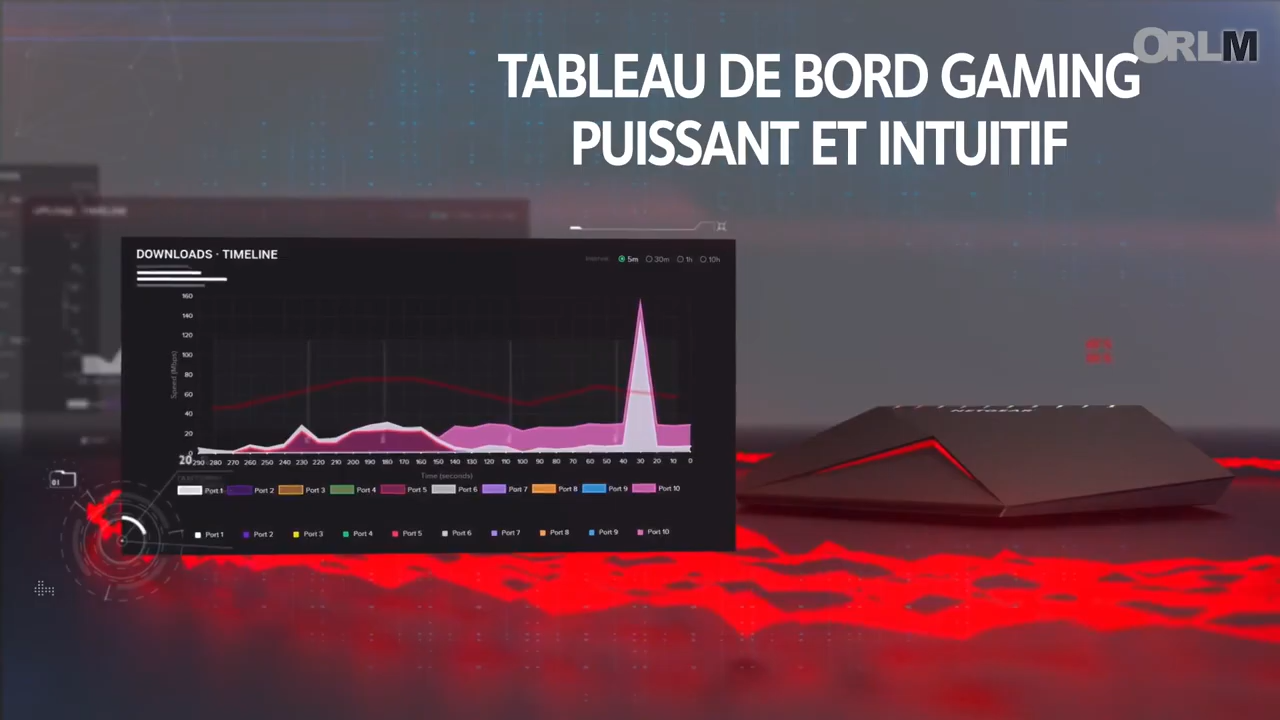 ORLM
TABLEAU DE BORD GAMING
PUISSANT ET INTUITIF
DOWNLOADS · TIMELINE
5m 30m 1h 10h
160
140
120
100
80
60
40
20
Speed (Mbps)
20 290 280 270 260 250 240 230 220 210 200 190 180 170 160 150 140 130 120 110 100 90 80 70 60 50 40 30 20 10 0
Time (seconds)
Port 1 Port 2 Port 3 Port 4 Port 5 Port 6 Port 7 Port 8 Port 9 Port 10
Port 1 Port 2 Port 3 Port 4 Port 5 Port 6 Port 7 Port 8 Port 9 Port 10
NETGEAR
01